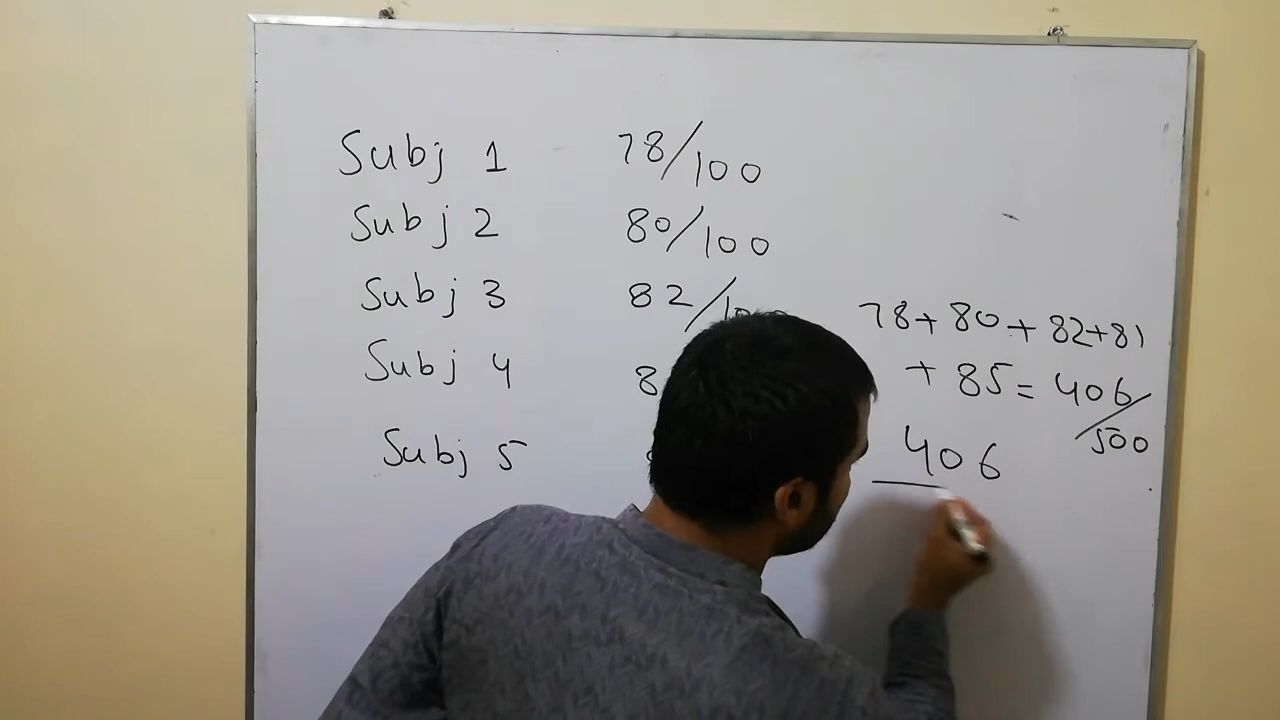 Subj 1 78/100
Subj 2 80/100
Subj 3 82/100
Subj 4 8
Subj 5
78+80+82+81
+85=406/500
406